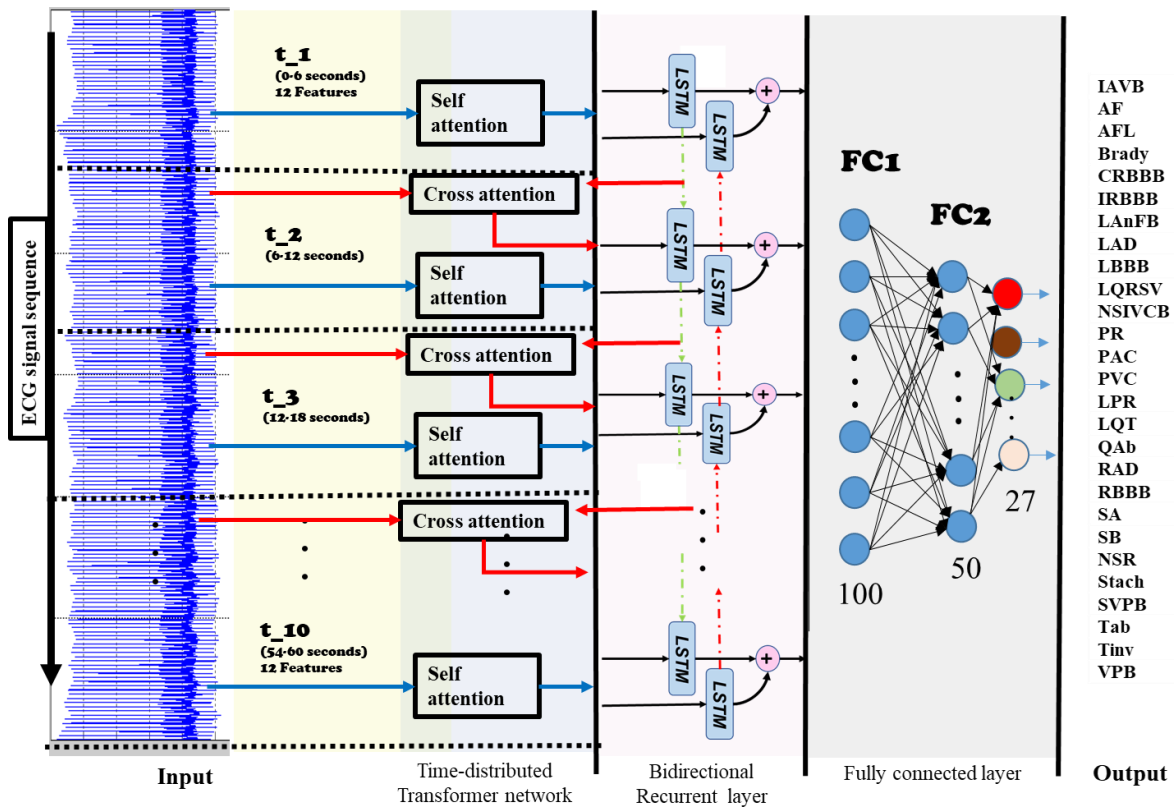 ECG signal sequence
t_1
(0-6 seconds)
12 Features
Self
attention
Cross attention
t_2
(6-12 seconds)
Self
attention
Cross attention
t_3
(12-18 seconds)
Self
attention
Cross attention
t_10
(54-60 seconds)
12 Features
Self
attention
LSTM
LSTM
+
LSTM
LSTM
+
LSTM
LSTM
+
LSTM
LSTM
+
FC1
FC2
100
50
27
IAVB
AF
AFL
Brady
CRBBB
IRBBB
LAnFB
LAD
LBBB
LQRSV
NSIVCB
PR
PAC
PVC
LPR
LQT
QAb
RAD
RBBB
SA
SB
NSR
Stach
SVPB
Tab
Tinv
VPB
Input
Time-distributed
Transformer network
Bidirectional
Recurrent layer
Fully connected layer
Output